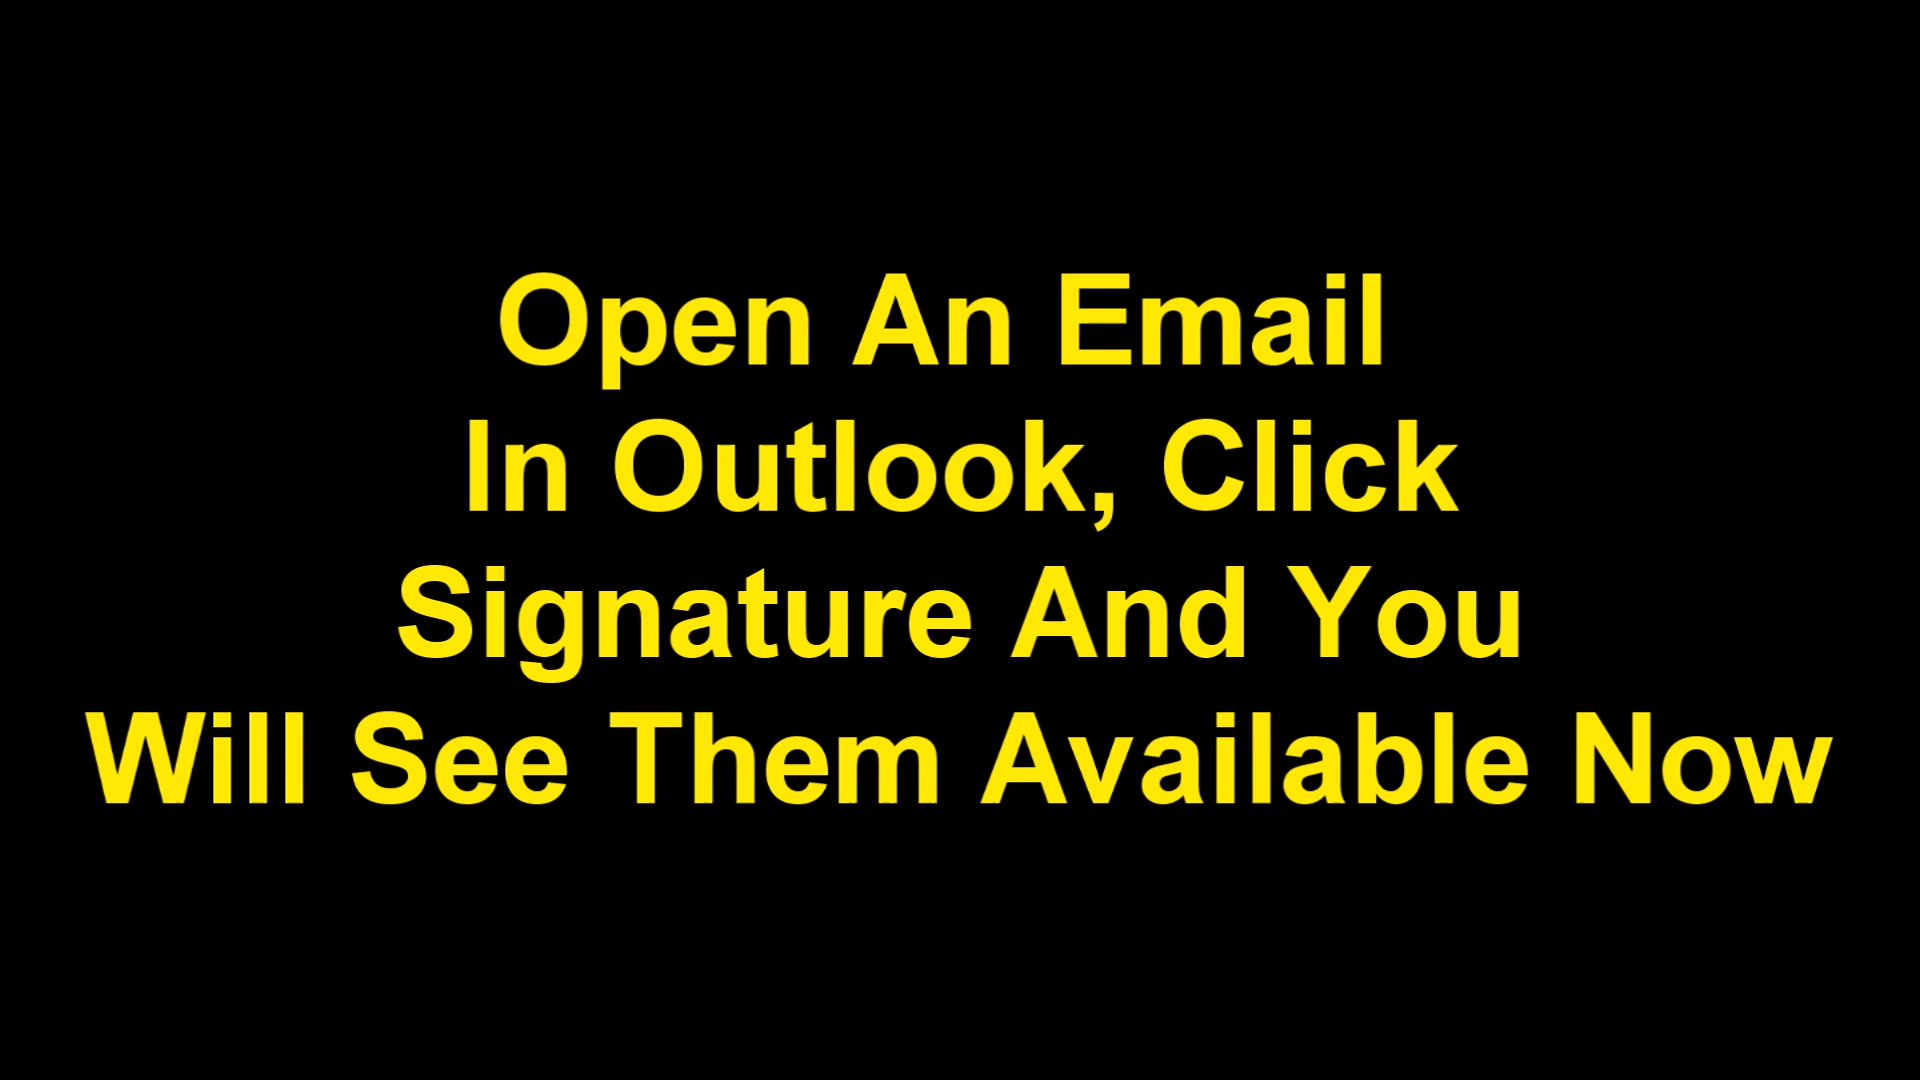 Open An Email
In Outlook, Click
Signature And You
Will See Them Available Now